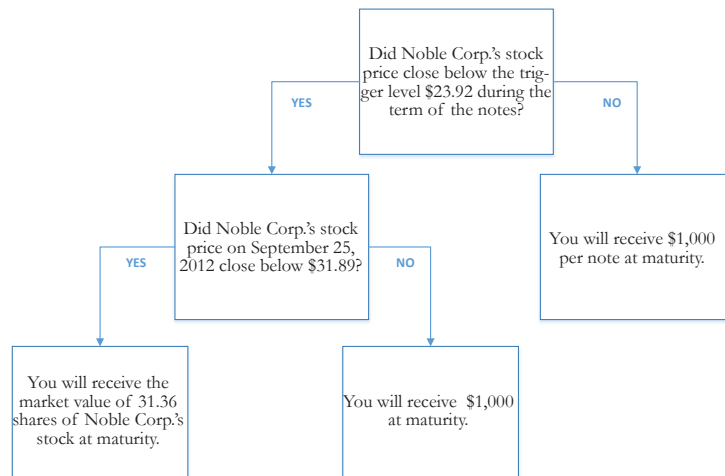 Did Noble Corp.'s stock
price close below the trig-
ger level $23.92 during the
term of the notes?
YES
NO
Did Noble Corp.'s stock
price on September 25,
2012 close below $31.89?
You will receive $1,000
per note at maturity.
YES
NO
You will receive the
market value of 31.36
shares of Noble Corp.'s
stock at maturity.
You will receive $1,000
at maturity.